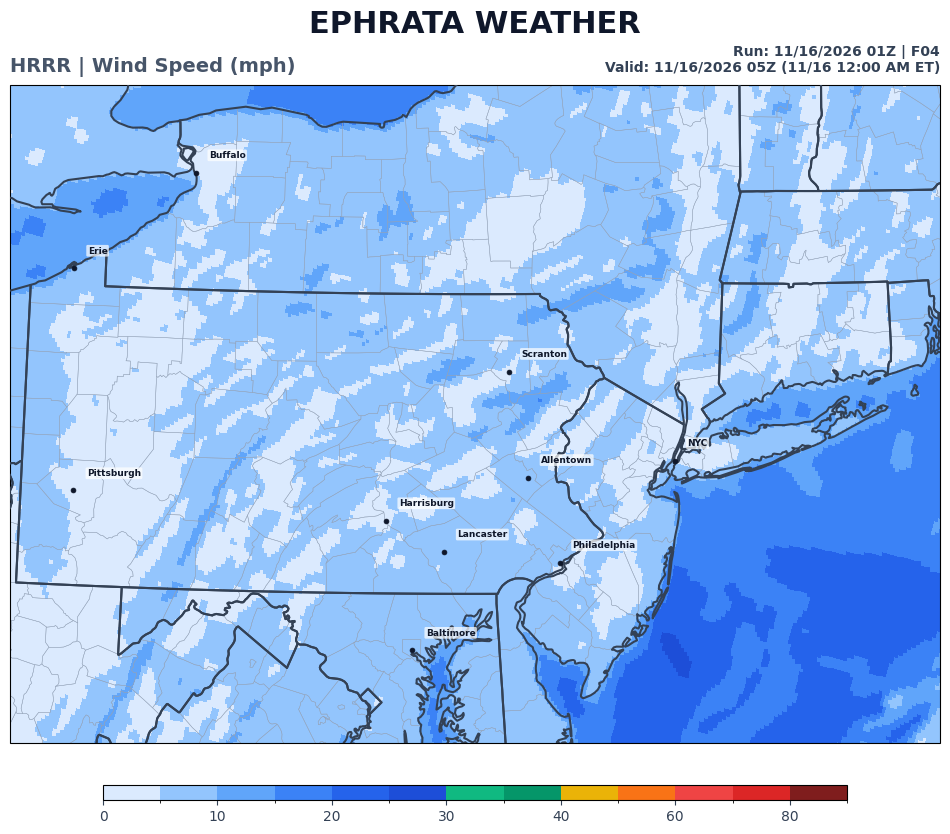 EPHRATA WEATHER
HRRR | Wind Speed (mph)
Run: 11/16/2026 01Z | F04
Valid: 11/16/2026 05Z (11/16 12:00 AM ET)
Buffalo
Erie
Scranton
NYC
Allentown
Pittsburgh
Harrisburg
Lancaster
Philadelphia
Baltimore
0 10 20 30 40 50 60 70 80